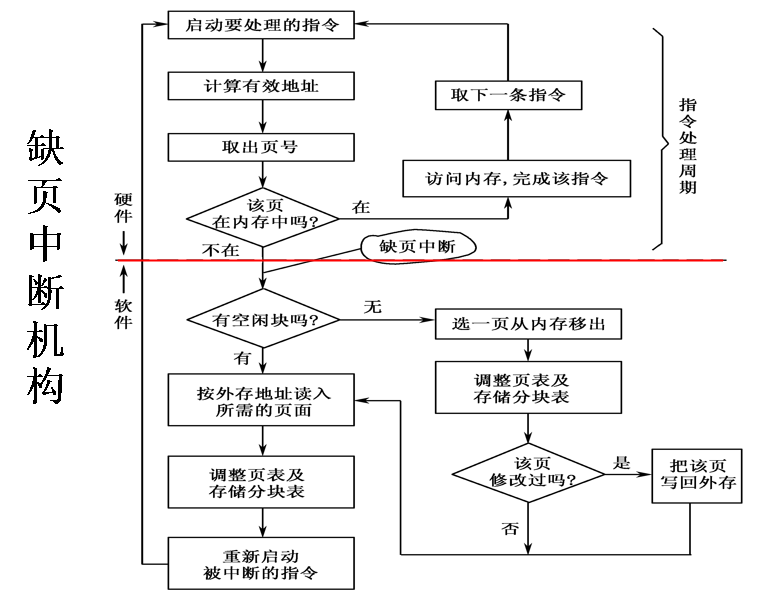 缺页中断机构
启动要处理的指令
计算有效地址
取出页号
该页
在内存中吗?
在
不在
访问内存,完成该指令
取下一条指令
指令处理周期
硬件
软件
缺页中断
有空闲块吗?
无
有
选一页从内存移出
调整页表及
存储分块表
该页
修改过吗?
是
否
把该页
写回外存
按外存地址读入
所需的页面
调整页表及
存储分块表
重新启动
被中断的指令